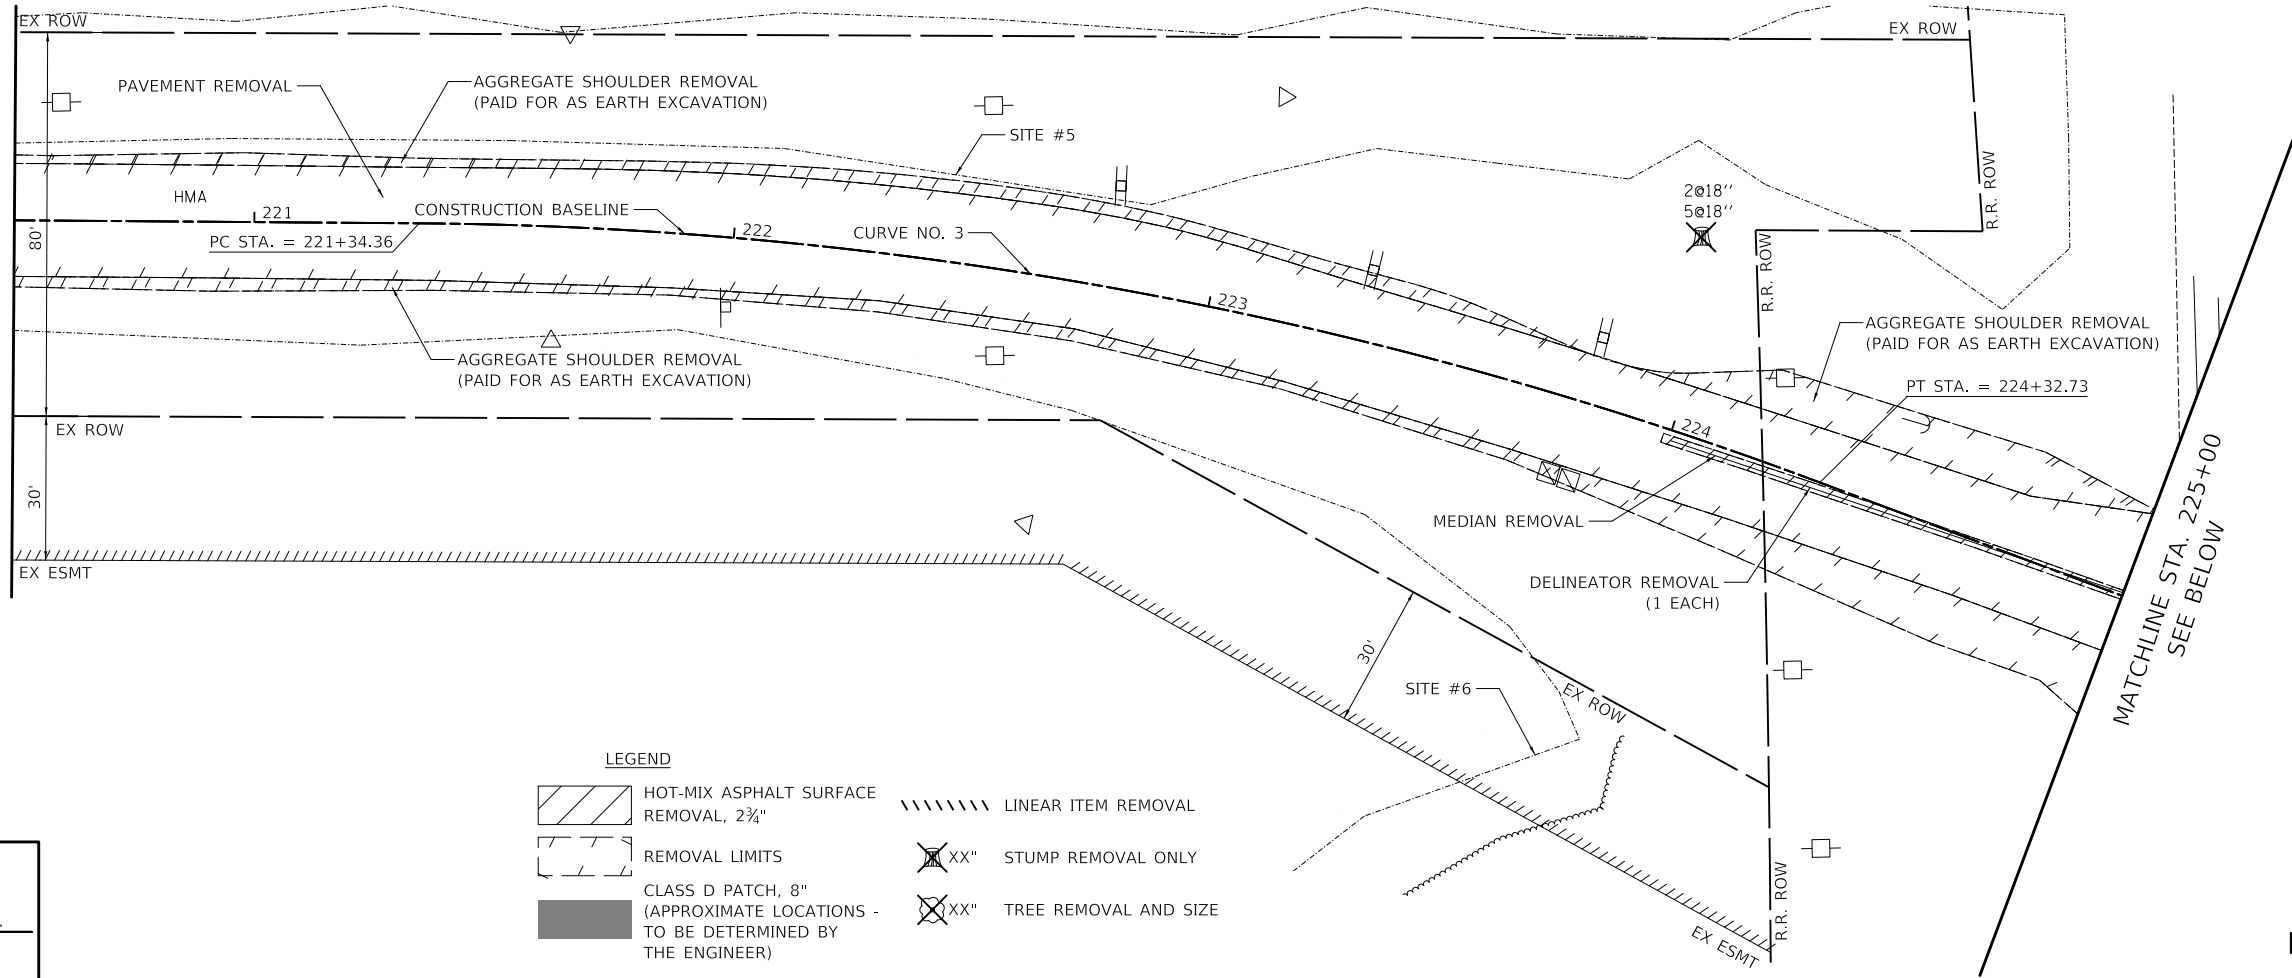 EX ROW
EX ROW
PAVEMENT REMOVAL
AGGREGATE SHOULDER REMOVAL
(PAID FOR AS EARTH EXCAVATION)
SITE #5
R.R. ROW
2@18''
5@18''
HMA
221
CONSTRUCTION BASELINE
222
CURVE NO. 3
PC STA. = 221+34.36
80'
R.R. ROW
223
AGGREGATE SHOULDER REMOVAL
(PAID FOR AS EARTH EXCAVATION)
AGGREGATE SHOULDER REMOVAL
(PAID FOR AS EARTH EXCAVATION)
PT STA. = 224+32.73
EX ROW
224
30'
MEDIAN REMOVAL
MATCHLINE STA. 225+00
SEE BELOW
EX ESMT
DELINEATOR REMOVAL
(1 EACH)
30'
SITE #6
EX ROW
LEGEND
HOT-MIX ASPHALT SURFACE
REMOVAL, 2¾"
LINEAR ITEM REMOVAL
REMOVAL LIMITS
XX" STUMP REMOVAL ONLY
CLASS D PATCH, 8"
(APPROXIMATE LOCATIONS -
TO BE DETERMINED BY
THE ENGINEER)
XX" TREE REMOVAL AND SIZE
R.R. ROW
EX ESMT